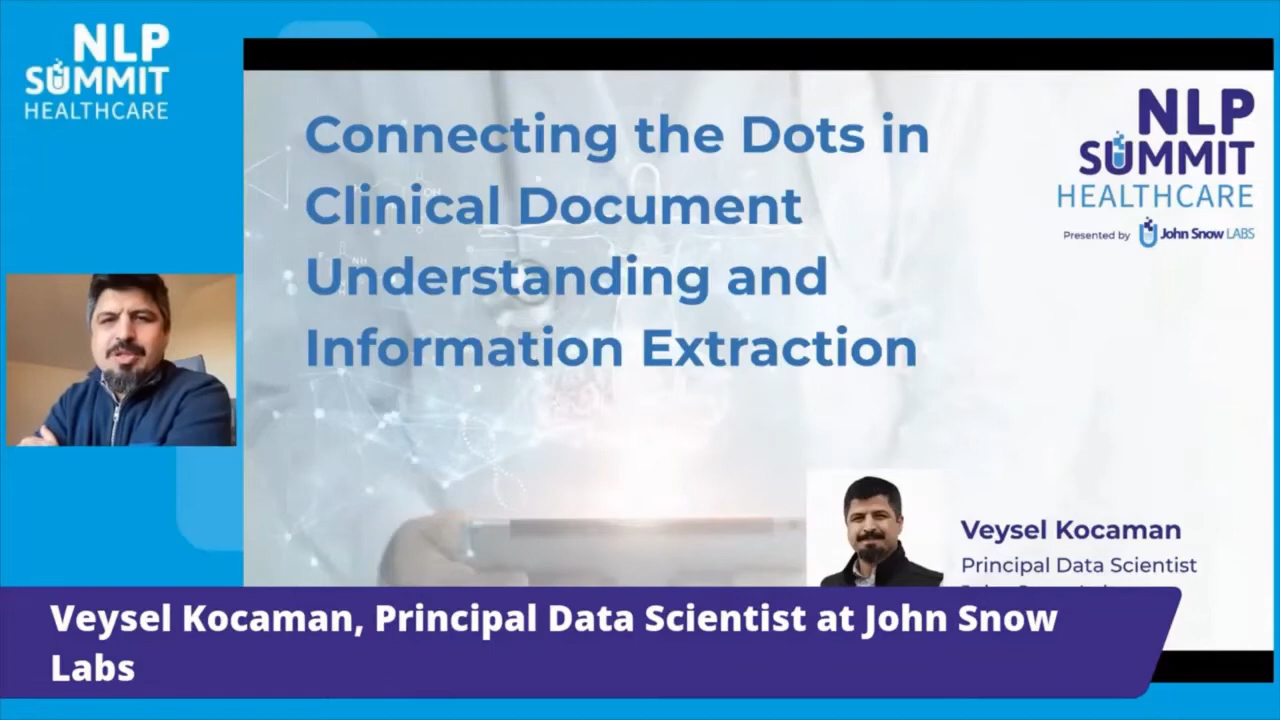 NLP
SUMMIT
HEALTHCARE
Connecting the Dots in
Clinical Document
Understanding and
Information Extraction
NLP
SUMMIT
HEALTHCARE
Presented by John Snow LABS
Veysel Kocaman
Principal Data Scientist
Veysel Kocaman, Principal Data Scientist at John Snow
Labs